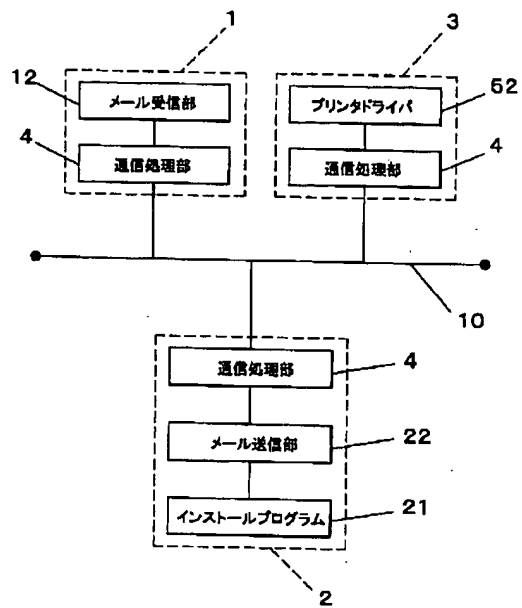 1
3
12
メール受信部
プリンタドライバ
52
4
通信処理部
通信処理部
4
10
通信処理部
4
メール送信部
22
インストールプログラム
21
2